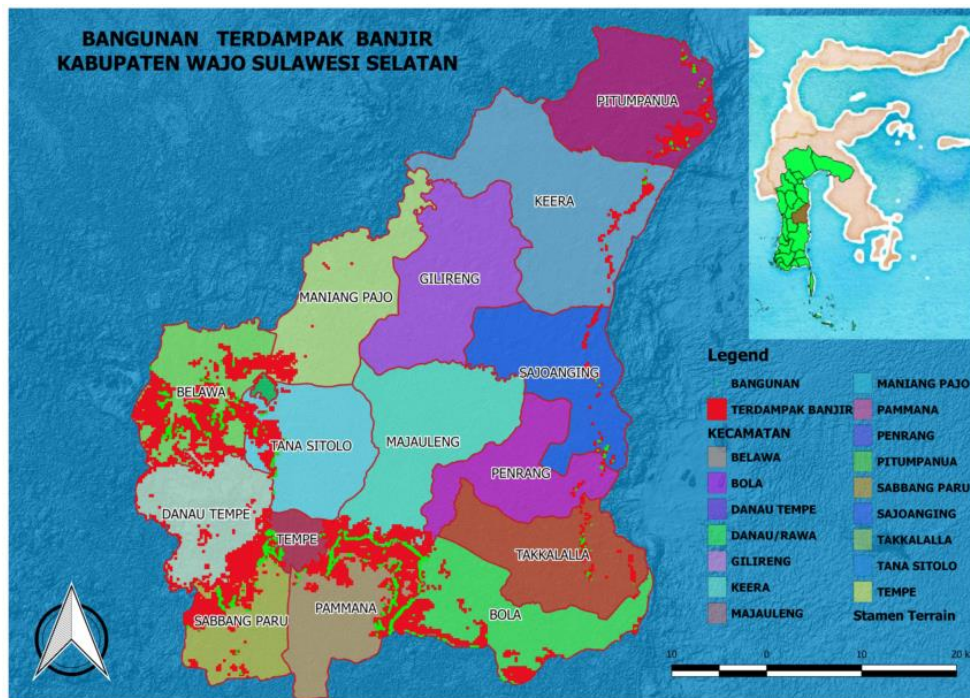 BANGUNAN TERDAMPAK BANJIR
KABUPATEN WAJO SULAWESI SELATAN
PITUMPANUA
KEERA
GILIRENG
MANIANG PAJO
SAJOANGING
BELAWA
TANA SITOLO
MAJAULENG
PENRANG
DANAU TEMPE
TEMPE
TAKKALALLA
SABBANG PARU
PAMMANA
BOLA
Legend
BANGUNAN
TERDAMPAK BANJIR
KECAMATAN
BELAWA
BOLA
DANAU TEMPE
DANAU/RAWA
GILIRENG
KEERA
MAJAULENG
MANIANG PAJO
PAMMANA
PENRANG
PITUMPANUA
SABBANG PARU
SAJOANGING
TAKKALALLA
TANA SITOLO
TEMPE
Stamen Terrain
10 0 10 20 k